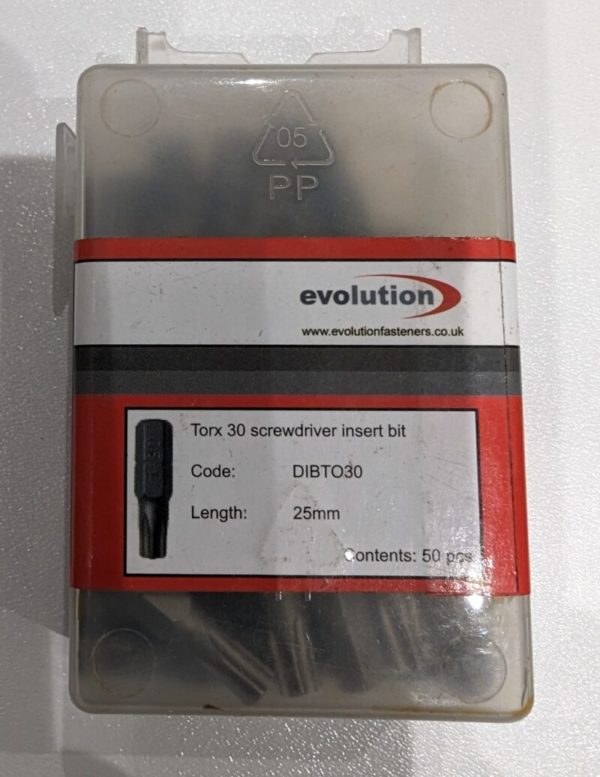 05
PP
evolution
www.evolutionfasteners.co.uk
Torx 30 screwdriver insert bit
Code: DIBTO30
Length: 25mm
Contents: 50 pcs